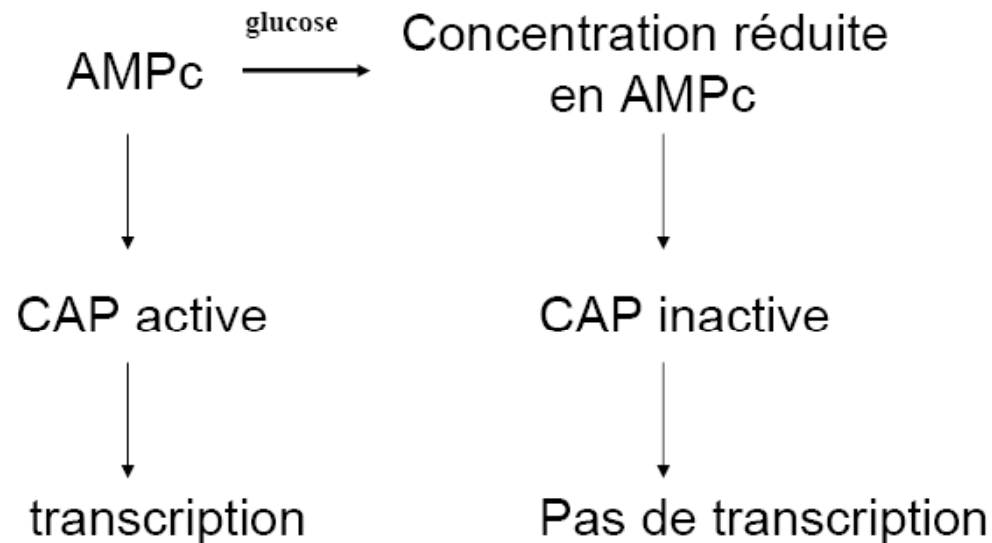 glucose
AMPc
Concentration réduite
en AMPc
CAP active
CAP inactive
transcription
Pas de transcription